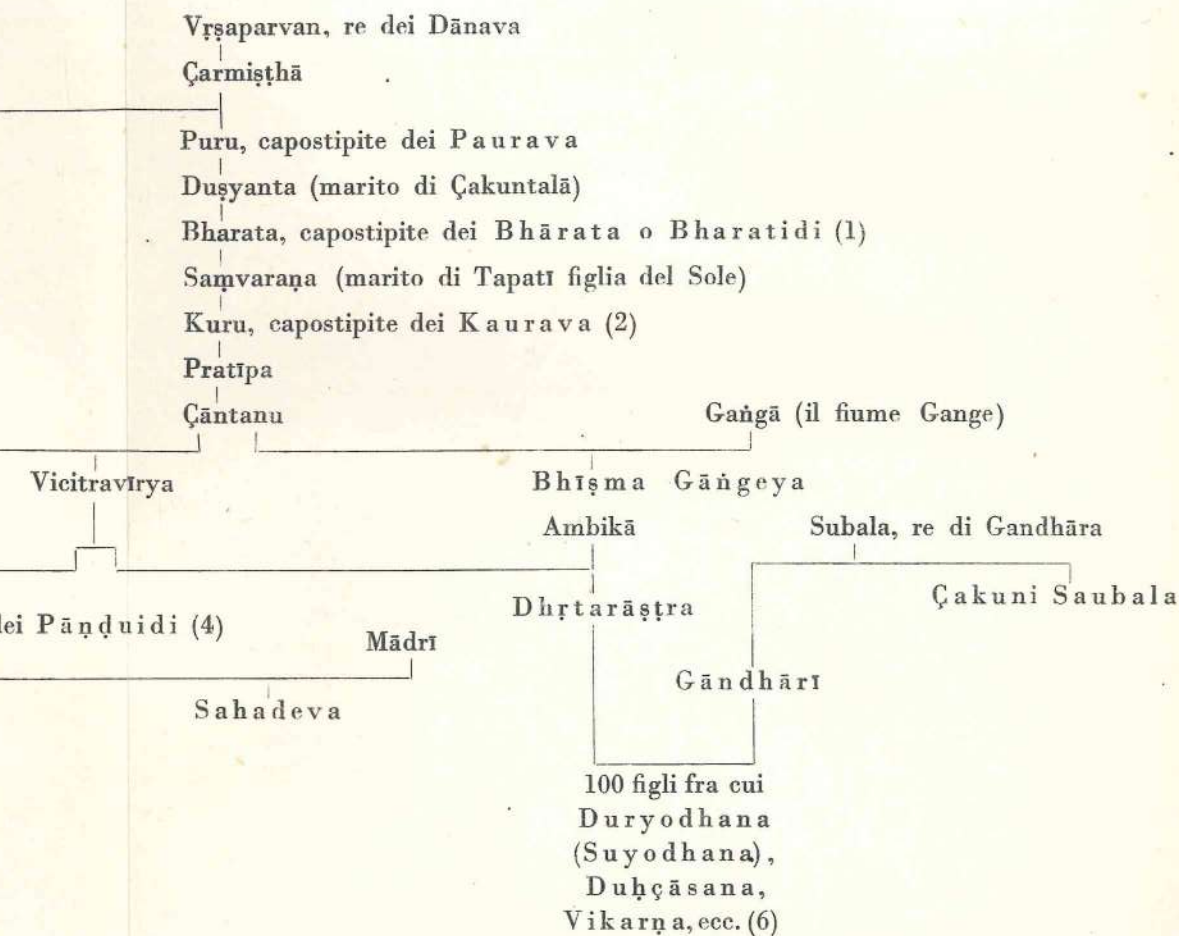 Vṛṣaparvan, re dei Dānava
Çarmiṣṭhā
Puru, capostipite dei Paurava
Duṣyanta (marito di Çakuntalā)
Bharata, capostipite dei Bhārata o Bharatidi (1)
Saṃvaraṇa (marito di Tapatī figlia del Sole)
Kuru, capostipite dei Kaurava (2)
Pratīpa
Çāntanu
Gaṅgā (il fiume Gange)
Vicitravīrya
Bhīṣma Gāṅgeya
Ambikā
Subala, re di Gandhāra
Dhṛtarāṣṭra
Çakuni Saubala
dei Pāṇḍuidi (4)
Mādrī
Gāndhārī
Sahadeva
100 figli fra cui
Duryodhana
(Suyodhana),
Duḥçāsana,
Vikarṇa, ecc. (6)